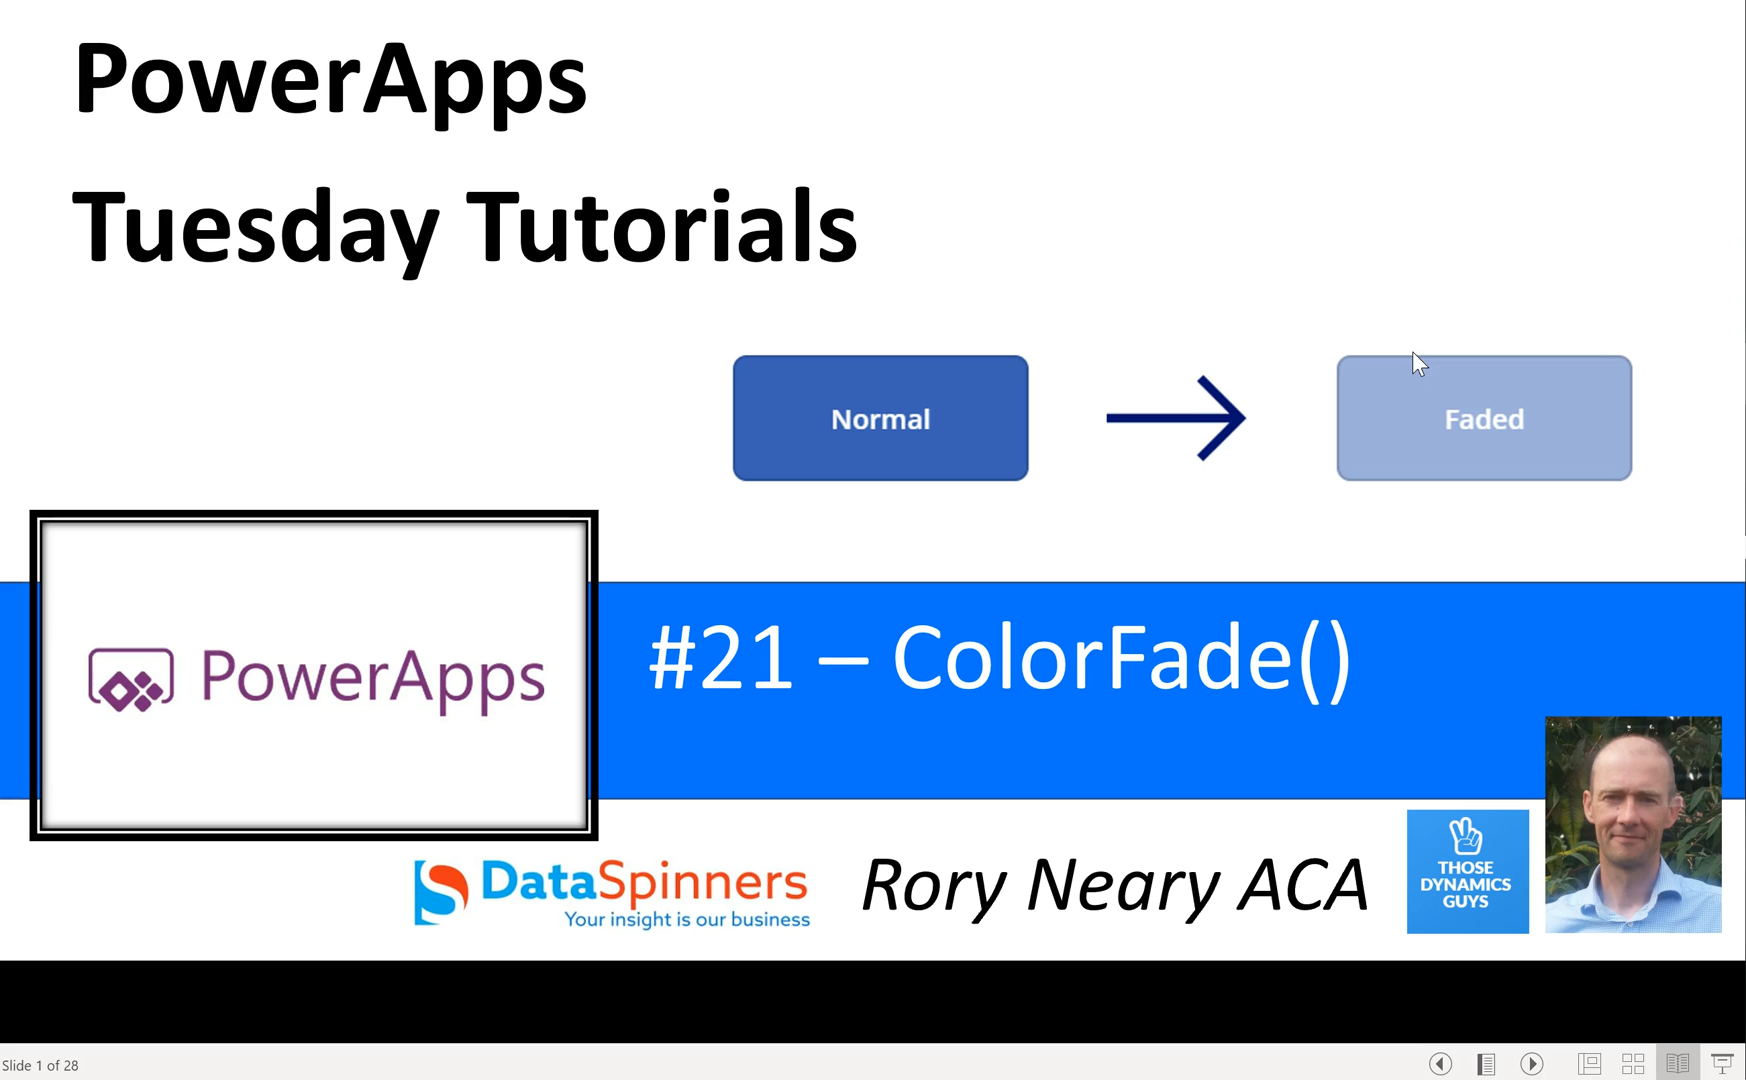 PowerApps
Tuesday Tutorials
Normal
Faded
PowerApps
#21 – ColorFade()
DataSpinners
Your insight is our business
Rory Neary ACA
THOSE
DYNAMICS
GUYS
Slide 1 of 28